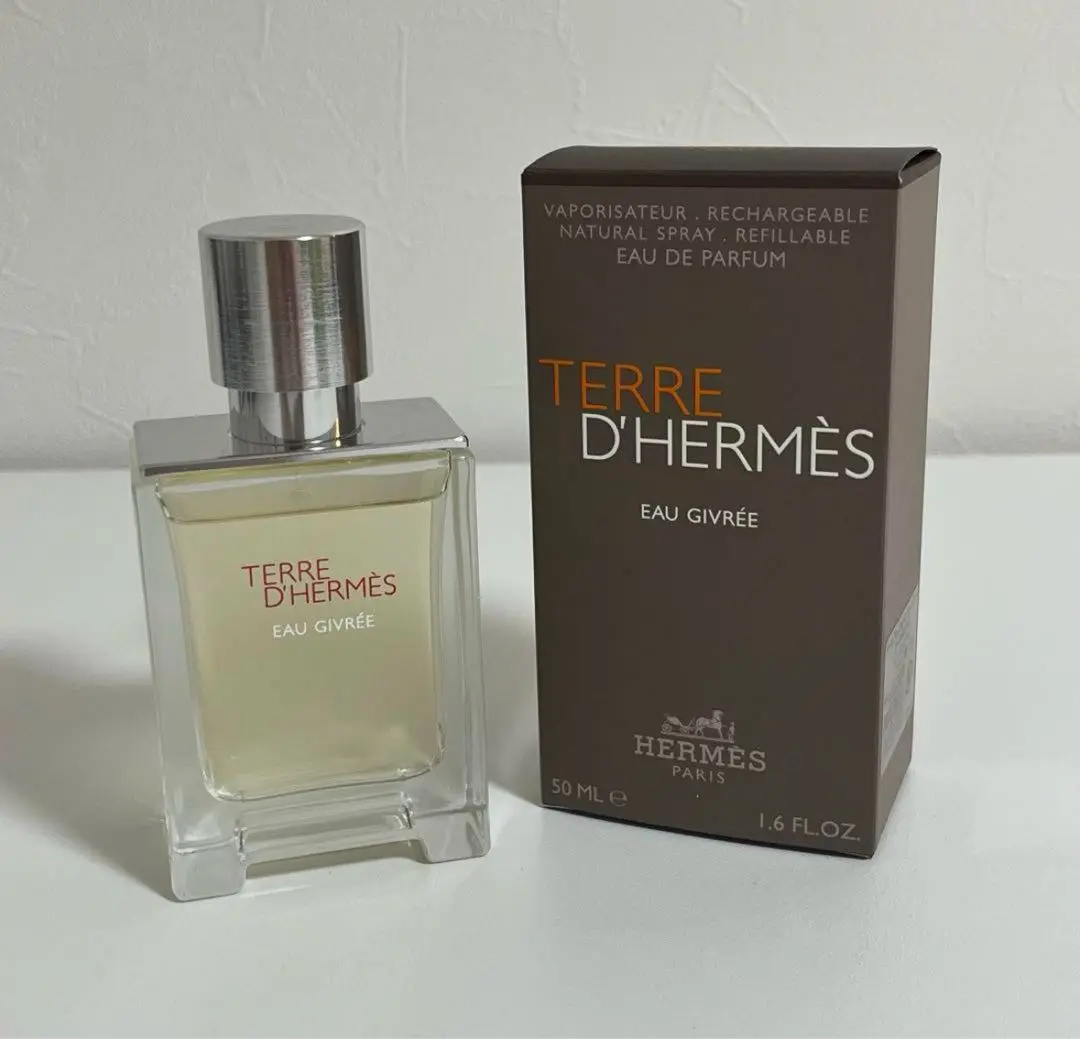 TERRE
D'HERMÈS
EAU GIVRÉE
VAPORISATEUR . RECHARGEABLE
NATURAL SPRAY . REFILLABLE
EAU DE PARFUM
TERRE
D'HERMÈS
EAU GIVRÉE
HERMÈS
PARIS
50 ML ℮
1.6 FL.OZ.